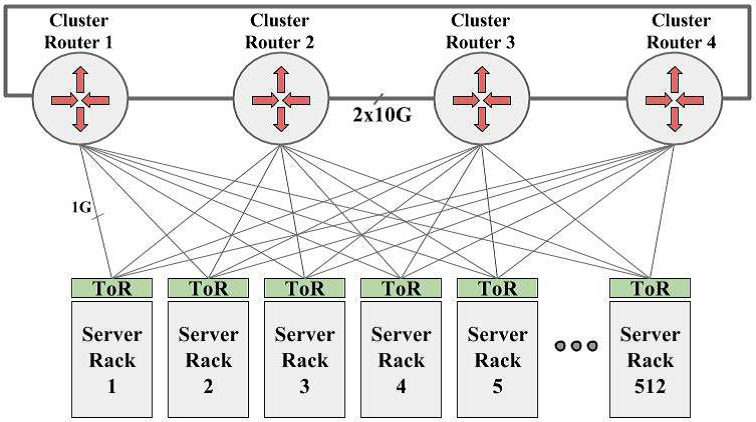 Cluster
Router 1
Cluster
Router 2
Cluster
Router 3
Cluster
Router 4
2x10G
1G
ToR
ToR
ToR
ToR
ToR
ToR
Server
Rack
1
Server
Rack
2
Server
Rack
3
Server
Rack
4
Server
Rack
5
Server
Rack
512